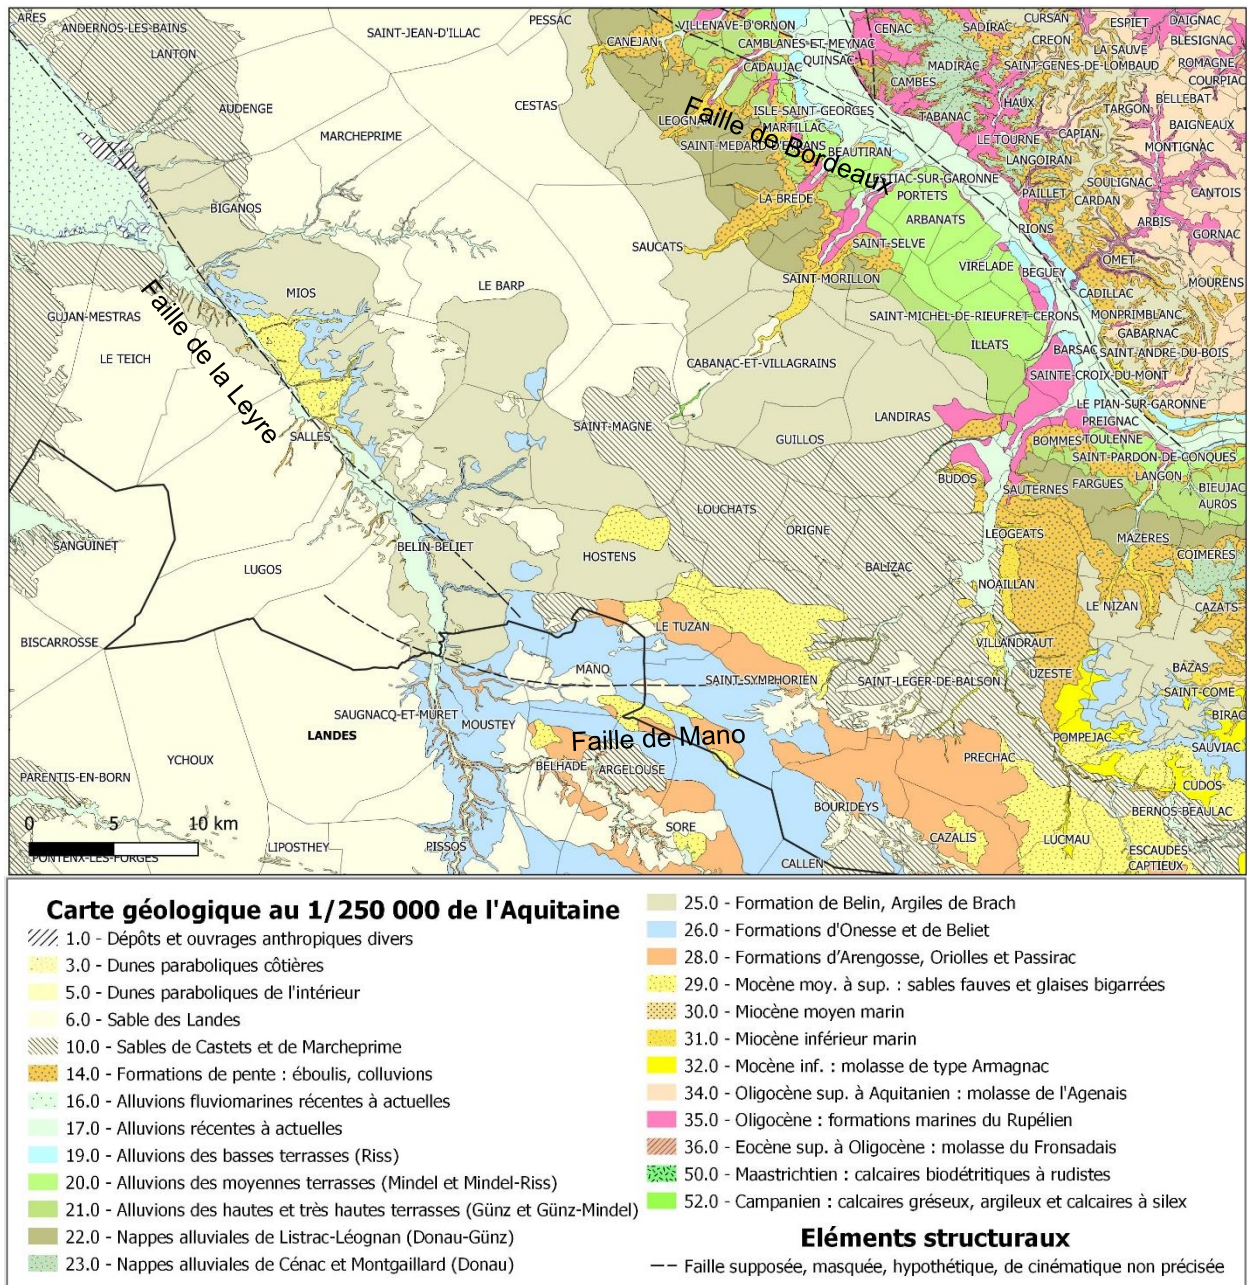 ARES
ANDERNOS-LES-BAINS
LANTON
SAINT-JEAN-D'ILLAC
PESSAC
CANEJAN
VILLENAVE-D'ORNON
CENAC
SADIRAC
CURSAN
ESPIET
DAIGNAC
CREON
LA SAUVE
BLESIGNAC
CAMBLANES-ET-MEYNAC
QUINSAC
MADIRAC
SAINT-GENES-DE-LOMBAUD
ROMAGNE
CADAUJAC
CAMBES
COURPIAC
AUDENGE
MARCHEPRIME
CESTAS
LEOGNAN
ISLE-SAINT-GEORGES
TABANAC
HAUX
TARGON
BELLEBAT
MARTILLAC
LE TOURNE
CAPIAN
BAIGNEAUX
Faille de Bordeaux
SAINT-MEDARD-D'EYRANS
BEAUTIRAN
LANGOIRAN
MONTIGNAC
LESTIAC-SUR-GARONNE
SOULIGNAC
LA BREDE
PORTETS
PAILLET
CARDAN
CANTOIS
BIGANOS
ARBANATS
RIONS
ARBIS
GORNAC
SAUCATS
SAINT-SELVE
VIRELADE
BEGUEY
OMET
SAINT-MORILLON
MOURENS
MIOS
LE BARP
CADILLAC
GUJAN-MESTRAS
SAINT-MICHEL-DE-RIEUFRET
CERONS
MONPRIMBLANC
GABARNAC
Faille de la Leyre
LE TEICH
ILLATS
BARSAC
SAINT-ANDRE-DU-BOIS
CABANAC-ET-VILLAGRAINS
SAINTE-CROIX-DU-MONT
LE PIAN-SUR-GARONNE
LANDIRAS
PREIGNAC
SALLES
SAINT-MAGNE
GUILLOS
BOMMES
TOULENNE
SAINT-PARDON-DE-CONQUES
BUDOS
SAUTERNES
FARGUES
LANGON
BIEUJAC
AUROS
LOUCHATS
ORIGNE
LEOGEATS
SANGUINET
BELIN-BELIET
MAZERES
HOSTENS
COIMERES
LUGOS
BALIZAC
NOAILLAN
LE NIZAN
CAZATS
BISCARROSSE
LE TUZAN
VILLANDRAUT
MANO
SAINT-SYMPHORIEN
SAINT-LEGER-DE-BALSON
UZESTE
BAZAS
SAINT-COME
SAUGNACQ-ET-MURET
MOUSTEY
BIRAC
LANDES
Faille de Mano
POMPEJAC
SAUVIAC
YCHOUX
BELHADE
ARGELOUSE
PRECHAC
PARENTIS-EN-BORN
CUDOS
BOURIDEYS
BERNOS-BEAULAC
0 5 10 km
SORE
CAZALIS
LUCMAU
LIPOSTHEY
PISSOS
ESCAUDES
PONTENX-LES-FORGES
CALLEN
CAPTIEUX
Carte géologique au 1/250 000 de l'Aquitaine
1.0 - Dépôts et ouvrages anthropiques divers
3.0 - Dunes paraboliques côtières
5.0 - Dunes paraboliques de l'intérieur
6.0 - Sable des Landes
10.0 - Sables de Castets et de Marcheprime
14.0 - Formations de pente : éboulis, colluvions
16.0 - Alluvions fluviomarines récentes à actuelles
17.0 - Alluvions récentes à actuelles
19.0 - Alluvions des basses terrasses (Riss)
20.0 - Alluvions des moyennes terrasses (Mindel et Mindel-Riss)
21.0 - Alluvions des hautes et très hautes terrasses (Günz et Günz-Mindel)
22.0 - Nappes alluviales de Listrac-Léognan (Donau-Günz)
23.0 - Nappes alluviales de Cénac et Montgaillard (Donau)
25.0 - Formation de Belin, Argiles de Brach
26.0 - Formations d'Onesse et de Beliet
28.0 - Formations d'Arengosse, Oriolles et Passirac
29.0 - Mocène moy. à sup. : sables fauves et glaises bigarrées
30.0 - Miocène moyen marin
31.0 - Miocène inférieur marin
32.0 - Mocène inf. : molasse de type Armagnac
34.0 - Oligocène sup. à Aquitanien : molasse de l'Agenais
35.0 - Oligocène : formations marines du Rupélien
36.0 - Eocène sup. à Oligocène : molasse du Fronsadais
50.0 - Maastrichtien : calcaires biodétritiques à rudistes
52.0 - Campanien : calcaires gréseux, argileux et calcaires à silex
Eléments structuraux
Faille supposée, masquée, hypothétique, de cinématique non précisée